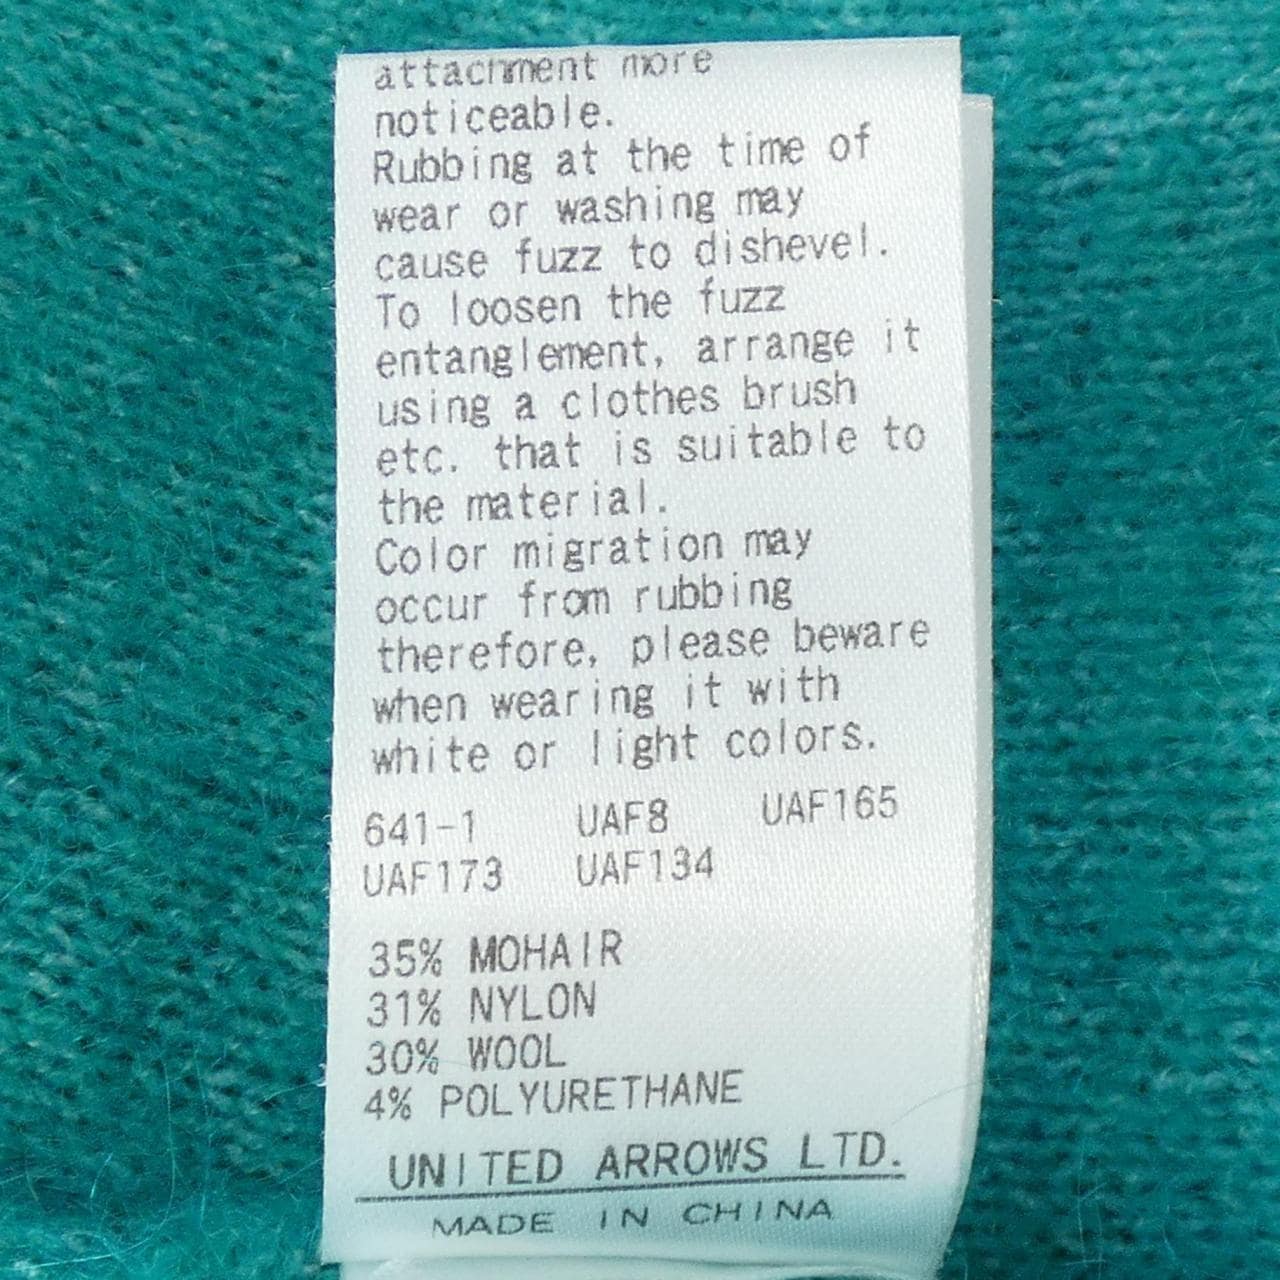 attachment more
noticeable.
Rubbing at the time of
wear or washing may
cause fuzz to dishevel.
To loosen the fuzz
entanglement, arrange it
using a clothes brush
etc. that is suitable to
the material.
Color migration may
occur from rubbing
therefore, please beware
when wearing it with
white or light colors.
641-1 UAF8 UAF165
UAF173 UAF134
35% MOHAIR
31% NYLON
30% WOOL
4% POLYURETHANE
UNITED ARROWS LTD.
MADE IN CHINA